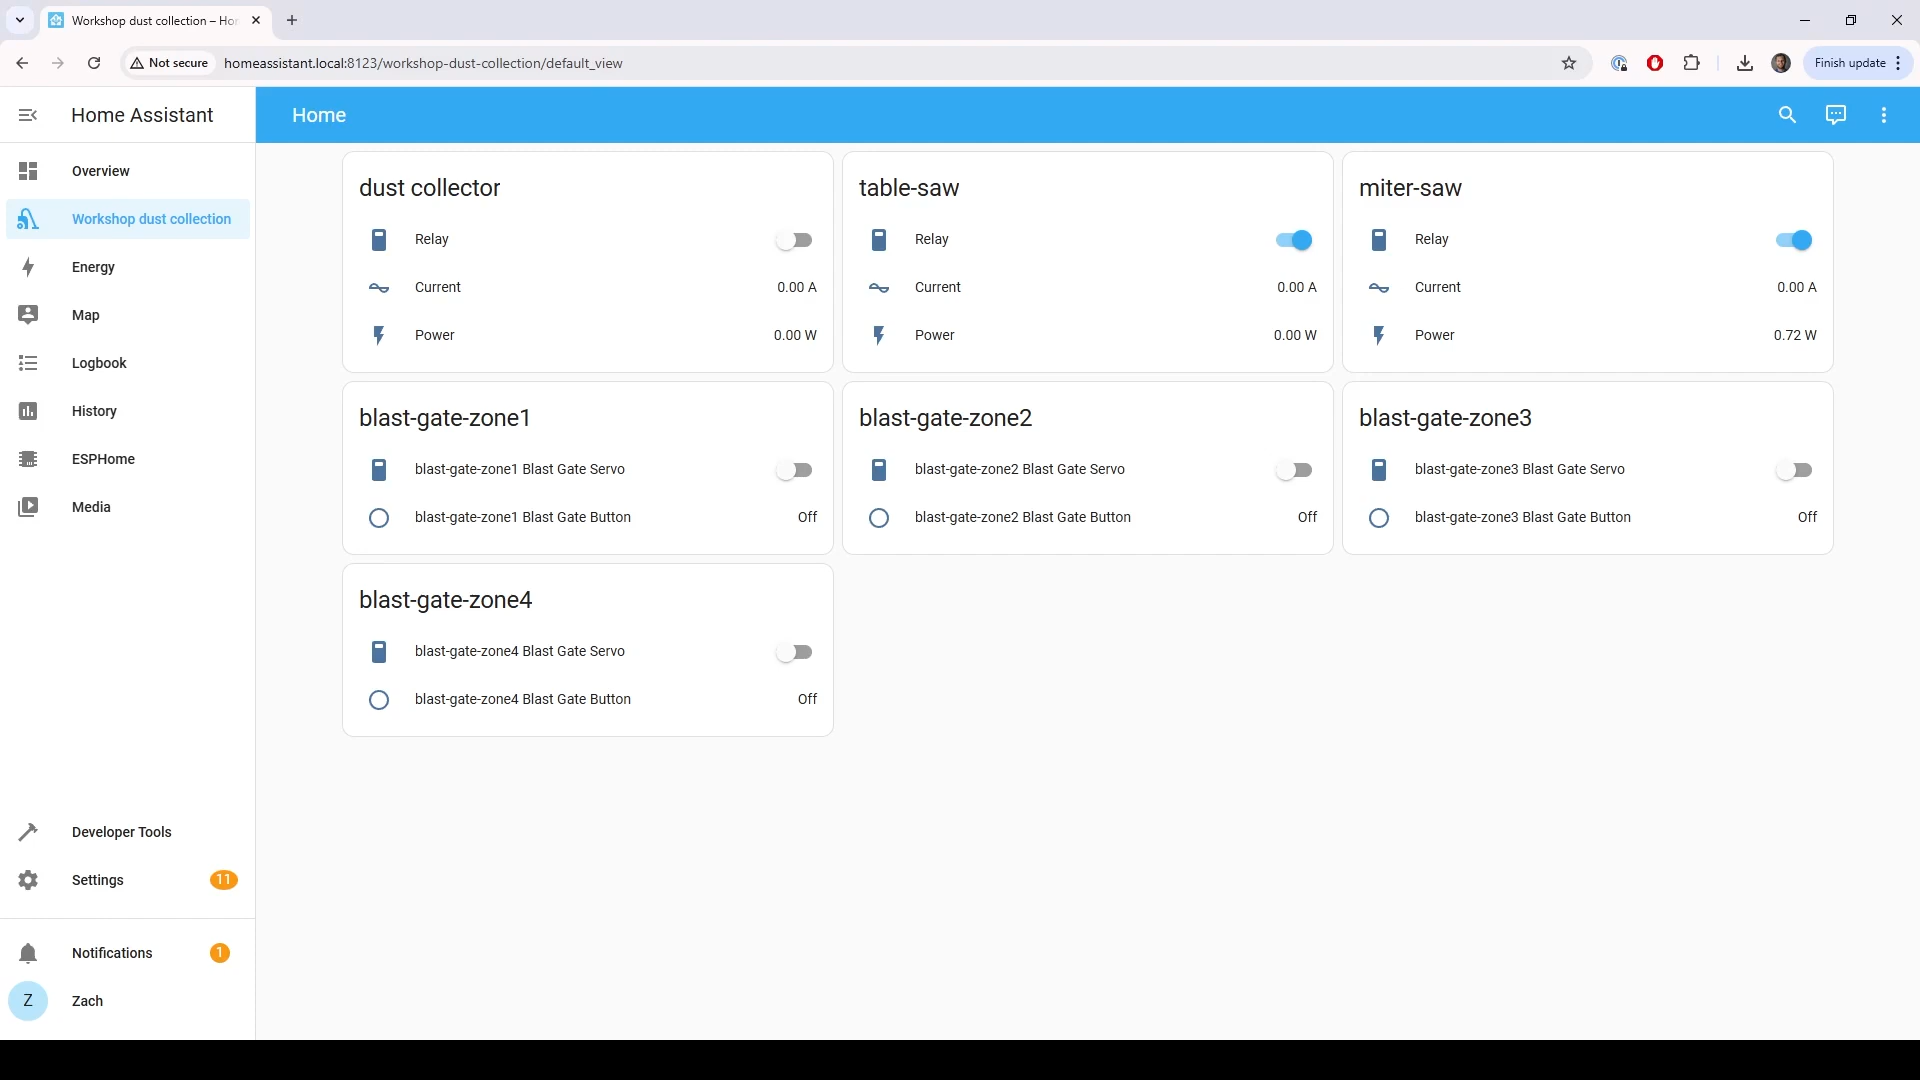 Workshop dust collection – Ho
Not secure
homeassistant.local:8123/workshop-dust-collection/default_view
Finish update
Home Assistant
Home
Overview
Workshop dust collection
Energy
Map
Logbook
History
ESPHome
Media
Developer Tools
Settings
11
Notifications
1
Z
Zach
dust collector
Relay
Current
0.00 A
Power
0.00 W
table-saw
Relay
Current
0.00 A
Power
0.00 W
miter-saw
Relay
Current
0.00 A
Power
0.72 W
blast-gate-zone1
blast-gate-zone1 Blast Gate Servo
blast-gate-zone1 Blast Gate Button
Off
blast-gate-zone2
blast-gate-zone2 Blast Gate Servo
blast-gate-zone2 Blast Gate Button
Off
blast-gate-zone3
blast-gate-zone3 Blast Gate Servo
blast-gate-zone3 Blast Gate Button
Off
blast-gate-zone4
blast-gate-zone4 Blast Gate Servo
blast-gate-zone4 Blast Gate Button
Off